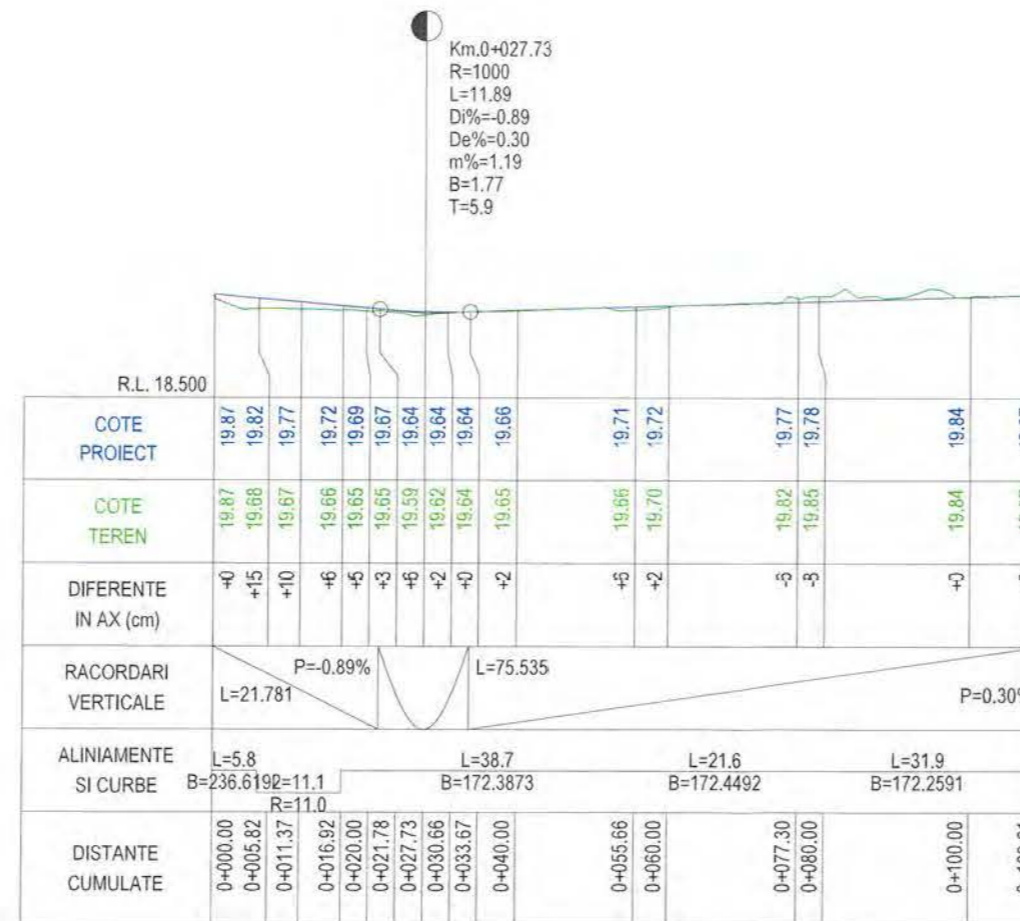 Km.0+027.73
R=1000
L=11.89
Di%=-0.89
De%=0.30
m%=1.19
B=1.77
T=5.9
R.L. 18.500
COTE
PROIECT
19.87 19.82 19.77 19.72 19.69 19.67 19.64 19.64 19.64 19.66 19.71 19.72 19.77 19.78 19.84
COTE
TEREN
19.87 19.68 19.67 19.66 19.65 19.65 19.59 19.62 19.64 19.65 19.66 19.70 19.82 19.85 19.84
DIFERENTE
IN AX (cm)
+0 +15 +10 +6 +5 +3 +6 +2 +0 +2 +6 +2 -6 -8 +0
RACORDARI
VERTICALE
P=-0.89%
L=21.781
L=75.535
P=0.30%
ALINIAMENTE
SI CURBE
L=5.8 L=38.7 L=21.6 L=31.9
L=11.1 B=172.3873 B=172.4492 B=172.2591
R=11.0
DISTANTE
CUMULATE
0+000.00 0+005.82 0+011.37 0+016.92 0+020.00 0+021.78 0+027.73 0+030.66 0+033.67 0+040.00 0+055.66 0+060.00 0+077.30 0+080.00 0+100.00